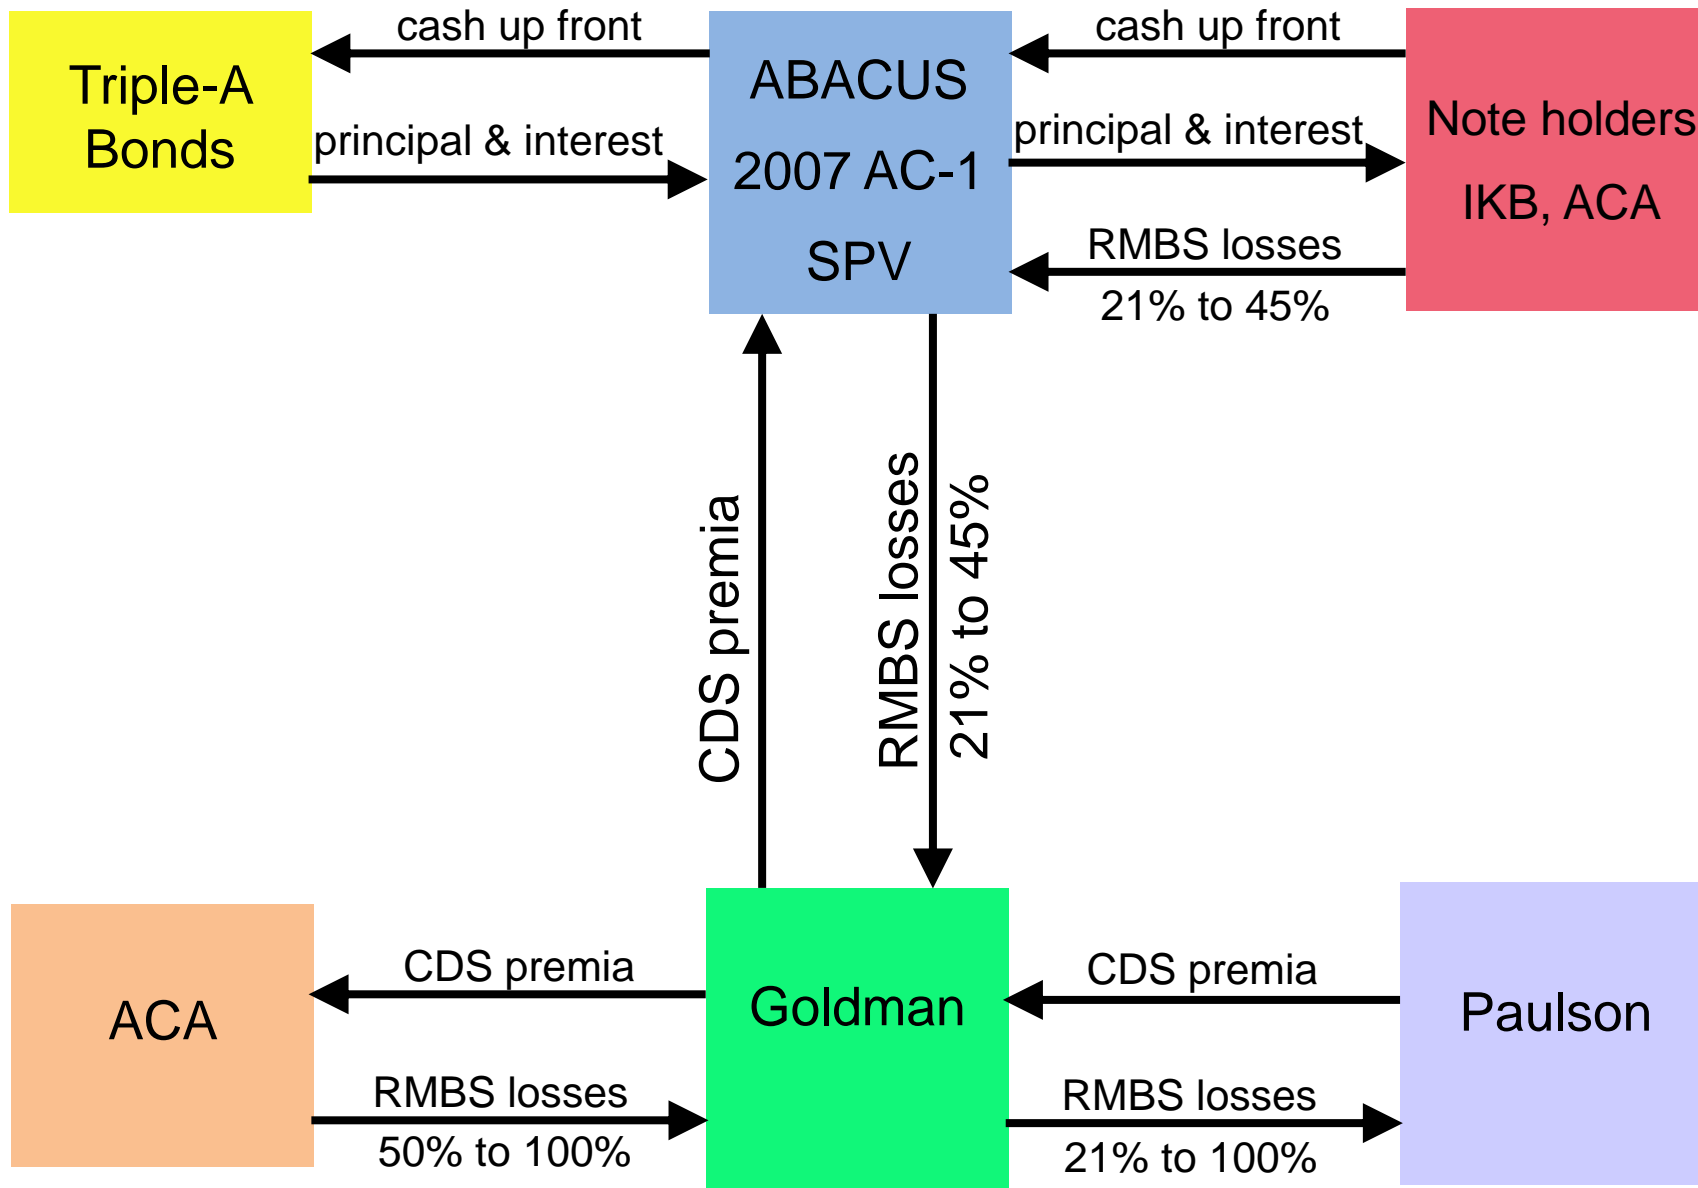 cash up front
cash up front
Triple-A
Bonds
principal & interest
ABACUS
2007 AC-1
SPV
principal & interest
Note holders
IKB, ACA
RMBS losses
21% to 45%
CDS premia
RMBS losses
21% to 45%
ACA
CDS premia
RMBS losses
50% to 100%
Goldman
CDS premia
RMBS losses
21% to 100%
Paulson